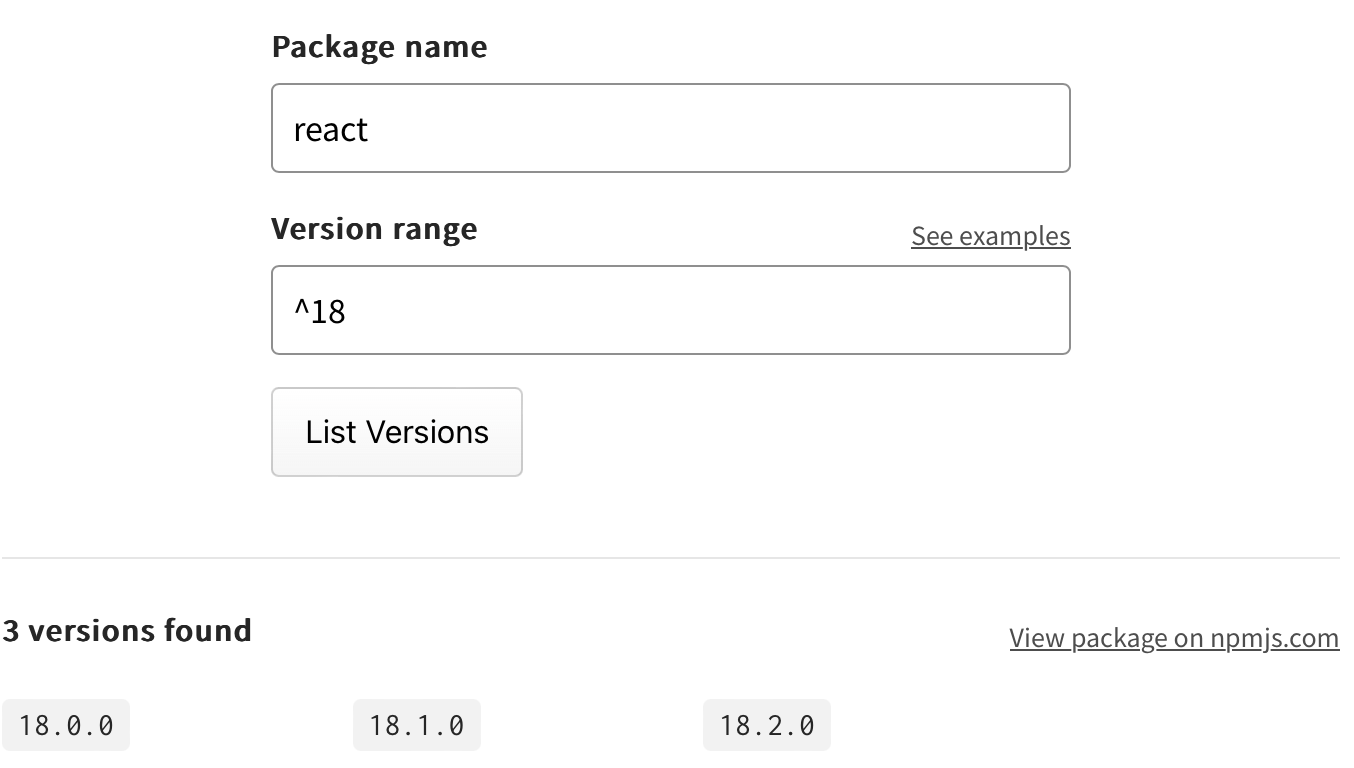 Package name
react
Version range See examples
^18
List Versions
3 versions found View package on npmjs.com
18.0.0 18.1.0 18.2.0